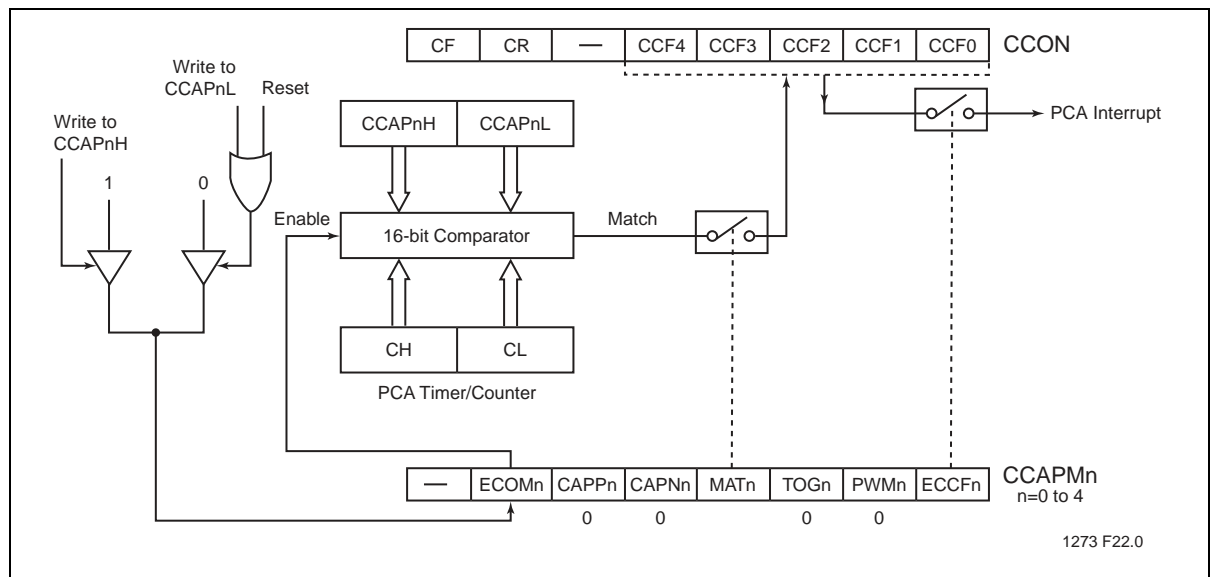 CF CR — CCF4 CCF3 CCF2 CCF1 CCF0 CCON
Write to
CCAPnL
Reset
Write to
CCAPnH
1
0
CCAPnH CCAPnL
PCA Interrupt
Enable
16-bit Comparator
Match
CH CL
PCA Timer/Counter
— ECOMn CAPPn CAPNn MATn TOGn PWMn ECCFn CCAPMn
n=0 to 4
0 0 0 0
1273 F22.0